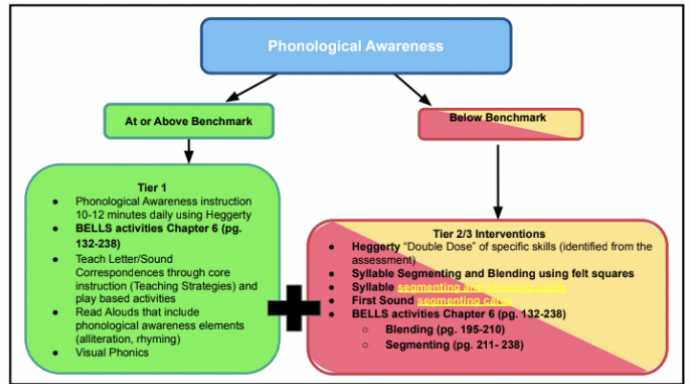 Phonological Awareness
At or Above Benchmark
Below Benchmark
Tier 1
Phonological Awareness instruction
10-12 minutes daily using Heggerty
BELLS activities Chapter 6 (pg.
132-238)
Teach Letter/Sound
Correspondences through core
instruction (Teaching Strategies) and
play based activities
Read Alouds that include
phonological awareness elements
(alliteration, rhyming)
Visual Phonics
Tier 2/3 Interventions
Heggerty “Double Dose” of specific skills (identified from the
assessment)
Syllable Segmenting and Blending using felt squares
Syllable segmenting and blending cards
First Sound segmenting cards
BELLS activities Chapter 6 (pg. 132-238)
Blending (pg. 195-210)
Segmenting (pg. 211- 238)